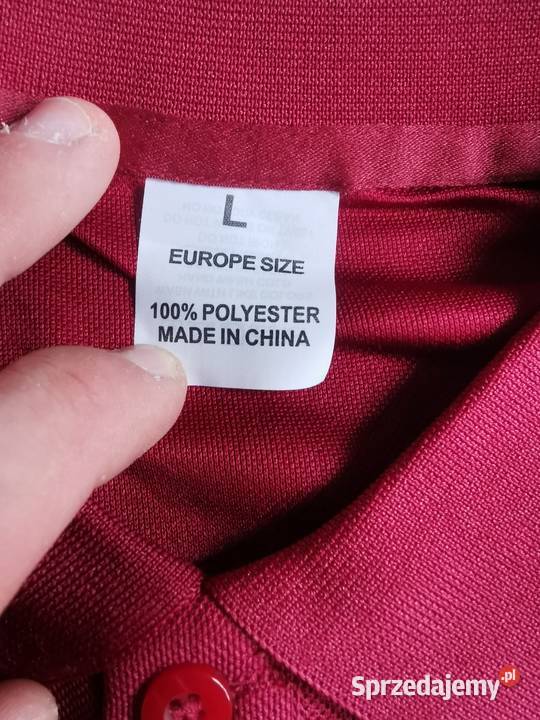 L
EUROPE SIZE
100% POLYESTER
MADE IN CHINA
Sprzedajemy.pl